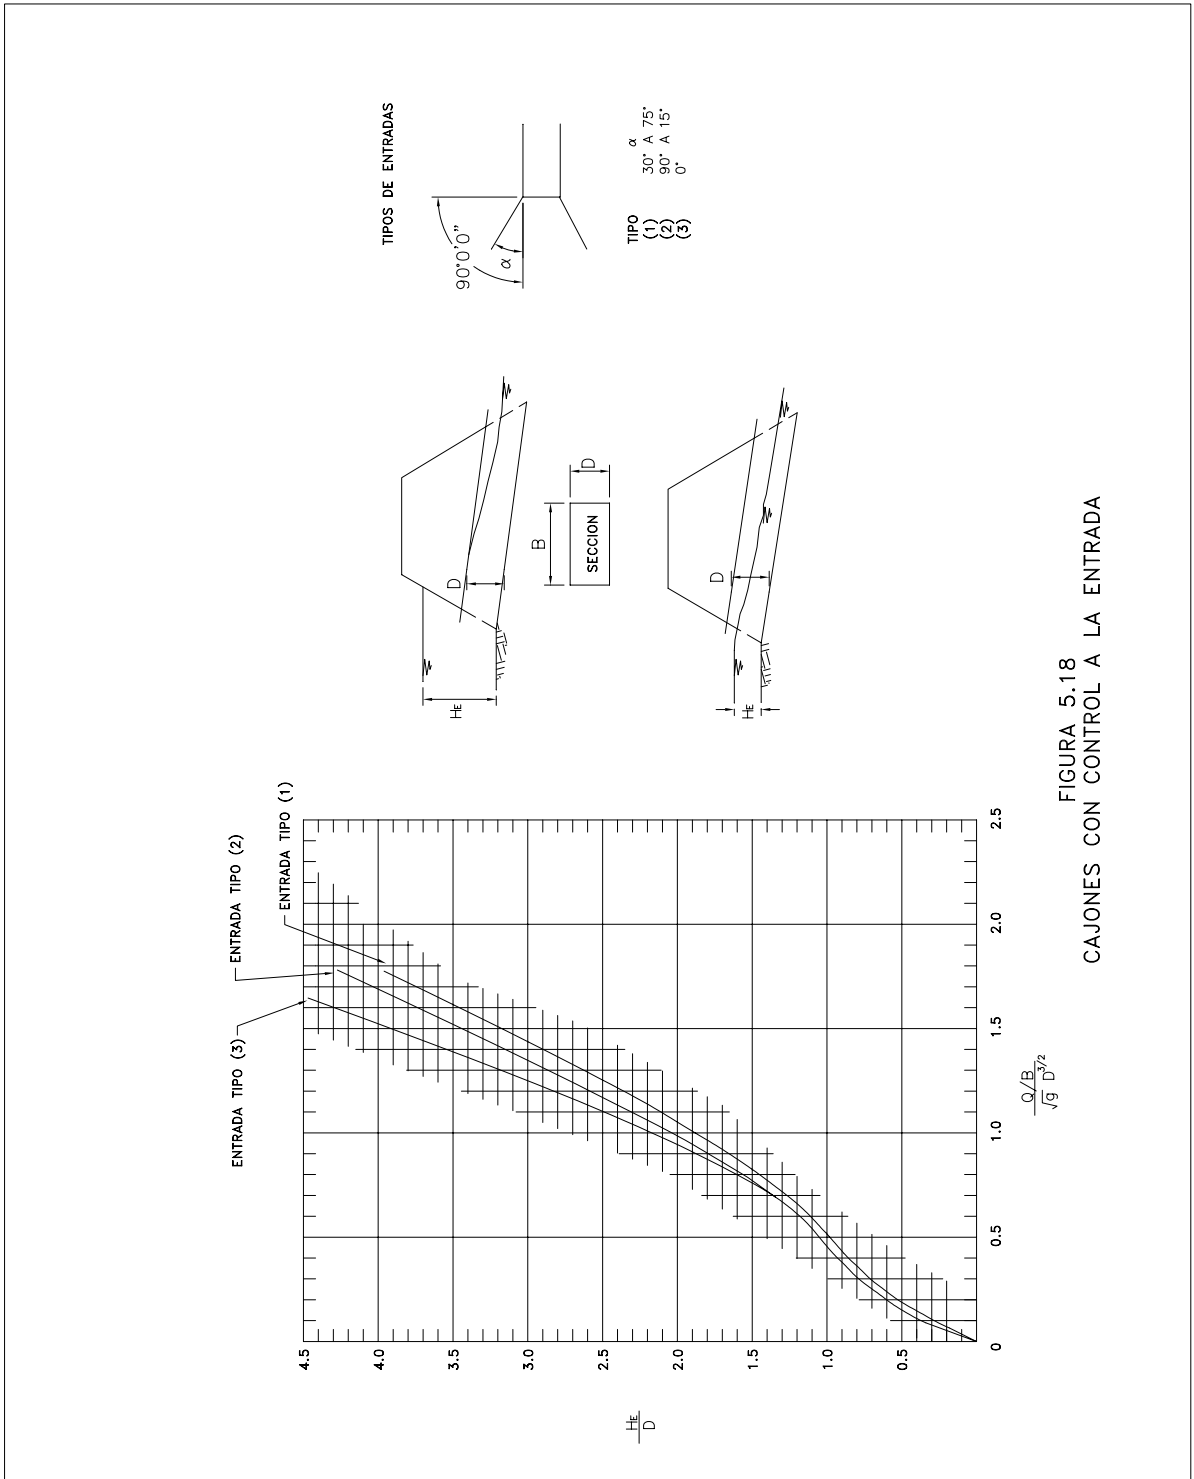 TIPOS DE ENTRADAS
90°0'0"
α
TIPO α
(1) 30° A 75°
(2) 90° A 15°
(3) 0°
HE
D
B
D
SECCION
HE
D
ENTRADA TIPO (3)
ENTRADA TIPO (2)
ENTRADA TIPO (1)
4.5
4.0
3.5
3.0
2.5
2.0
1.5
1.0
0.5
0
0.5
1.0
1.5
2.0
2.5
HE
D
Q/B
√g D3/2
FIGURA 5.18
CAJONES CON CONTROL A LA ENTRADA